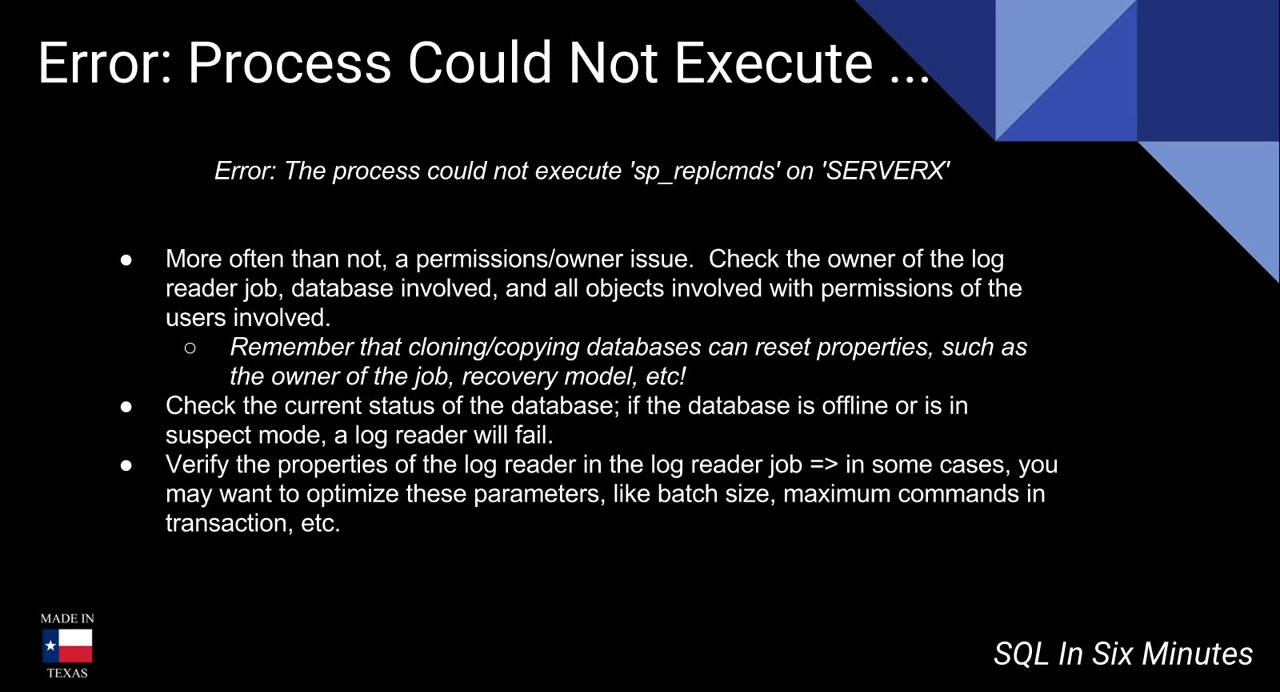 Error: Process Could Not Execute ...
Error: The process could not execute 'sp_replcmds' on 'SERVERX'
● More often than not, a permissions/owner issue.  Check the owner of the log
reader job, database involved, and all objects involved with permissions of the
users involved.
○ Remember that cloning/copying databases can reset properties, such as
the owner of the job, recovery model, etc!
● Check the current status of the database; if the database is offline or is in
suspect mode, a log reader will fail.
● Verify the properties of the log reader in the log reader job => in some cases, you
may want to optimize these parameters, like batch size, maximum commands in
transaction, etc.
MADE IN
TEXAS
SQL In Six Minutes